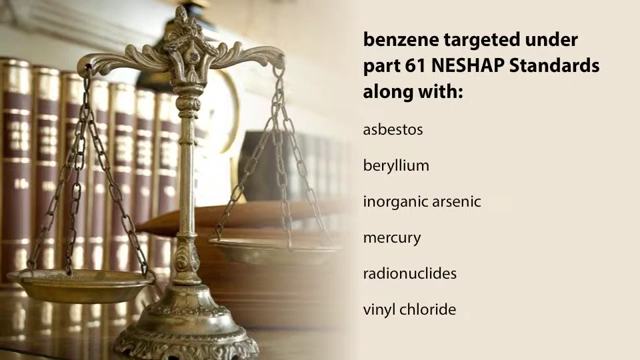 benzene targeted under
part 61 NESHAP Standards
along with:
asbestos
beryllium
inorganic arsenic
mercury
radionuclides
vinyl chloride